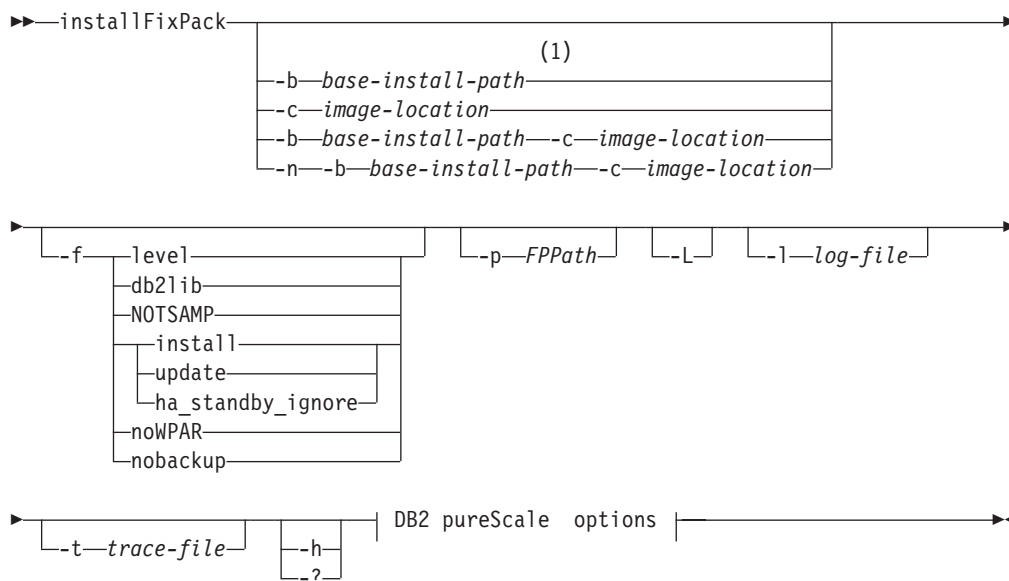 installFixPack
(1)
-b base-install-path
-c image-location
-b base-install-path -c image-location
-n -b base-install-path -c image-location
-f level -p FPPath -L -l log-file
db2lib
NOTSAMP
install
update
ha_standby_ignore
noWPAR
nobackup
-t trace-file -h DB2 pureScale options
-?